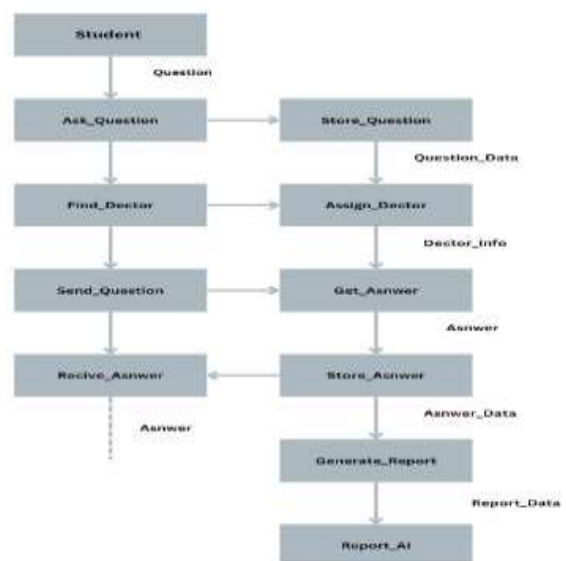 Student
Question
Ask_Question
Store_Question
Question_Data
Find_Dector
Assign_Dector
Dector_Info
Send_Question
Get_Asnwer
Asnwer
Recive_Asnwer
Store_Asnwer
Asnwer
Asnwer_Data
Generate_Report
Report_Data
Report_AI